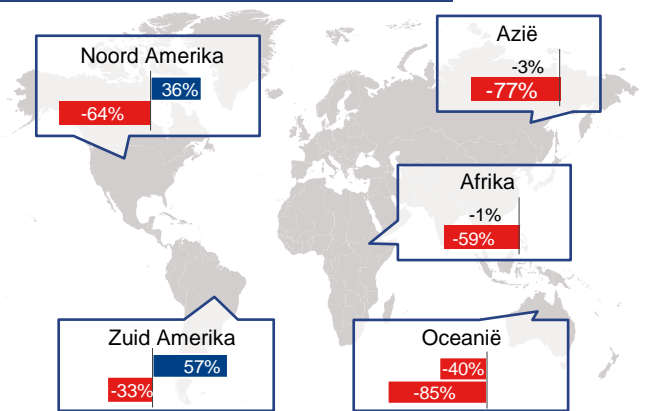 Noord Amerika
36%
-64%
Azië
-3%
-77%
Afrika
-1%
-59%
Zuid Amerika
57%
-33%
Oceanië
-40%
-85%